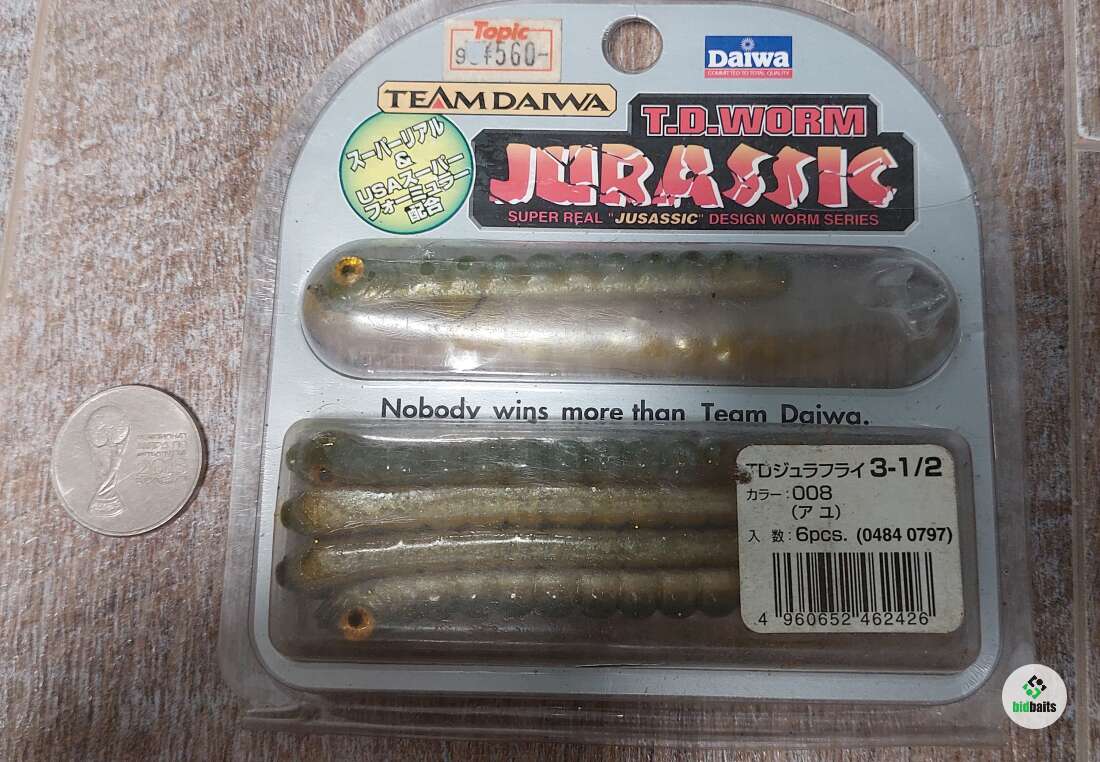 Topic
¥560-
Daiwa
COMMITTED TO TOTAL QUALITY
TEAM DAIWA
T.D.WORM
JURASSIC
SUPER REAL "JUSASSIC" DESIGN WORM SERIES
スーパーリアル
&
USAスーパー
フォーミュラー
配合
Nobody wins more than Team Daiwa.
TDジュラフライ 3-1/2
カラー:008
(アユ)
入 数:6pcs. (0484 0797)
4 960652 462426
bidbaits